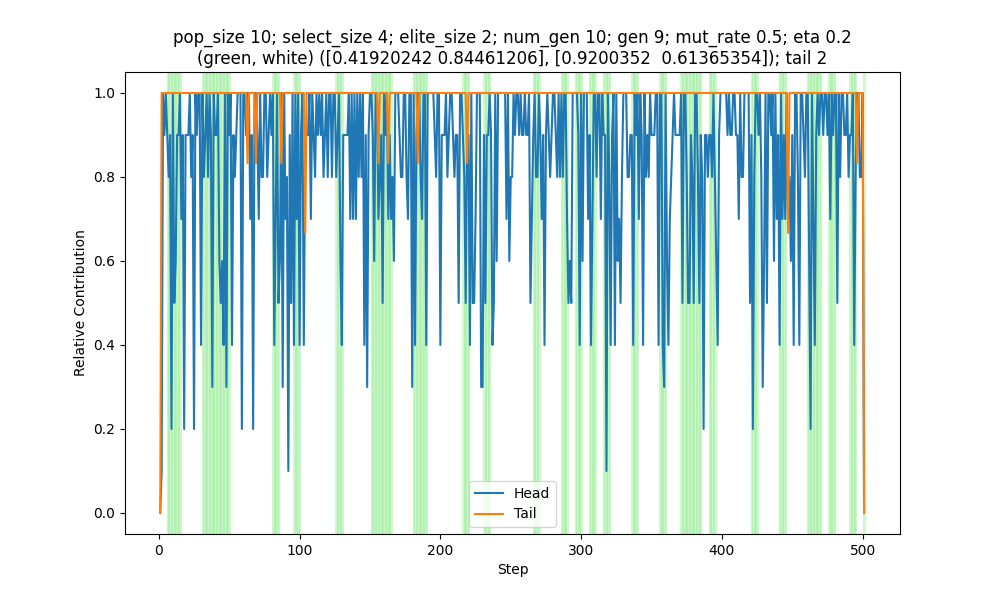 pop_size 10; select_size 4; elite_size 2; num_gen 10; gen 9; mut_rate 0.5; eta 0.2
(green, white) ([0.41920242 0.84461206], [0.9200352  0.61365354]); tail 2
1.0
0.8
0.6
0.4
0.2
0.0
Relative Contribution
Head
Tail
0 100 200 300 400 500
Step